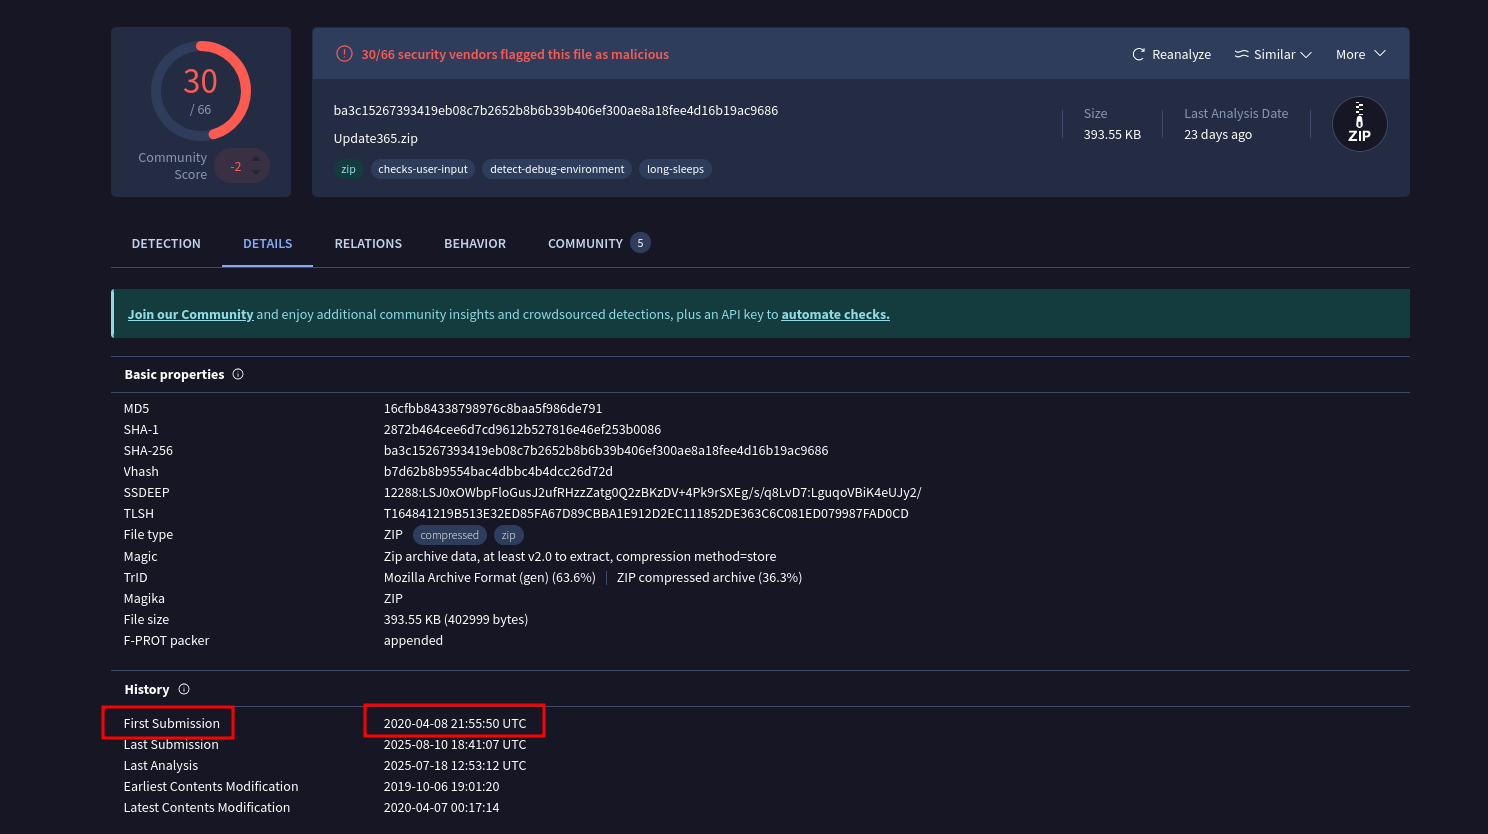 30
/ 66
Community
Score
-2
30/66 security vendors flagged this file as malicious
Reanalyze
Similar
More
ba3c15267393419eb08c7b2652b8b6b39b406ef300ae8a18fee4d16b19ac9686
Update365.zip
zip checks-user-input detect-debug-environment long-sleeps
Size
393.55 KB
Last Analysis Date
23 days ago
ZIP
DETECTION DETAILS RELATIONS BEHAVIOR COMMUNITY 5
Join our Community and enjoy additional community insights and crowdsourced detections, plus an API key to automate checks.
Basic properties
MD5 16cfbb84338798976c8baa5f986de791
SHA-1 2872b464cee6d7cd9612b527816e46ef253b0086
SHA-256 ba3c15267393419eb08c7b2652b8b6b39b406ef300ae8a18fee4d16b19ac9686
Vhash b7d62b8b9554bac4dbbc4b4dcc26d72d
SSDEEP 12288:LSJ0xOWbpFloGusJ2ufRHzzZatg0Q2zBKzDV+4Pk9rSXEg/s/q8LvD7:LguqoVBiK4eUJy2/
TLSH T164841219B513E32ED85FA67D89CBBA1E912D2EC111852DE363C6C081ED079987FAD0CD
File type ZIP compressed zip
Magic Zip archive data, at least v2.0 to extract, compression method=store
TrID Mozilla Archive Format (gen) (63.6%) | ZIP compressed archive (36.3%)
Magika ZIP
File size 393.55 KB (402999 bytes)
F-PROT packer appended
History
First Submission 2020-04-08 21:55:50 UTC
Last Submission 2025-08-10 18:41:07 UTC
Last Analysis 2025-07-18 12:53:12 UTC
Earliest Contents Modification 2019-10-06 19:01:20
Latest Contents Modification 2020-04-07 00:17:14